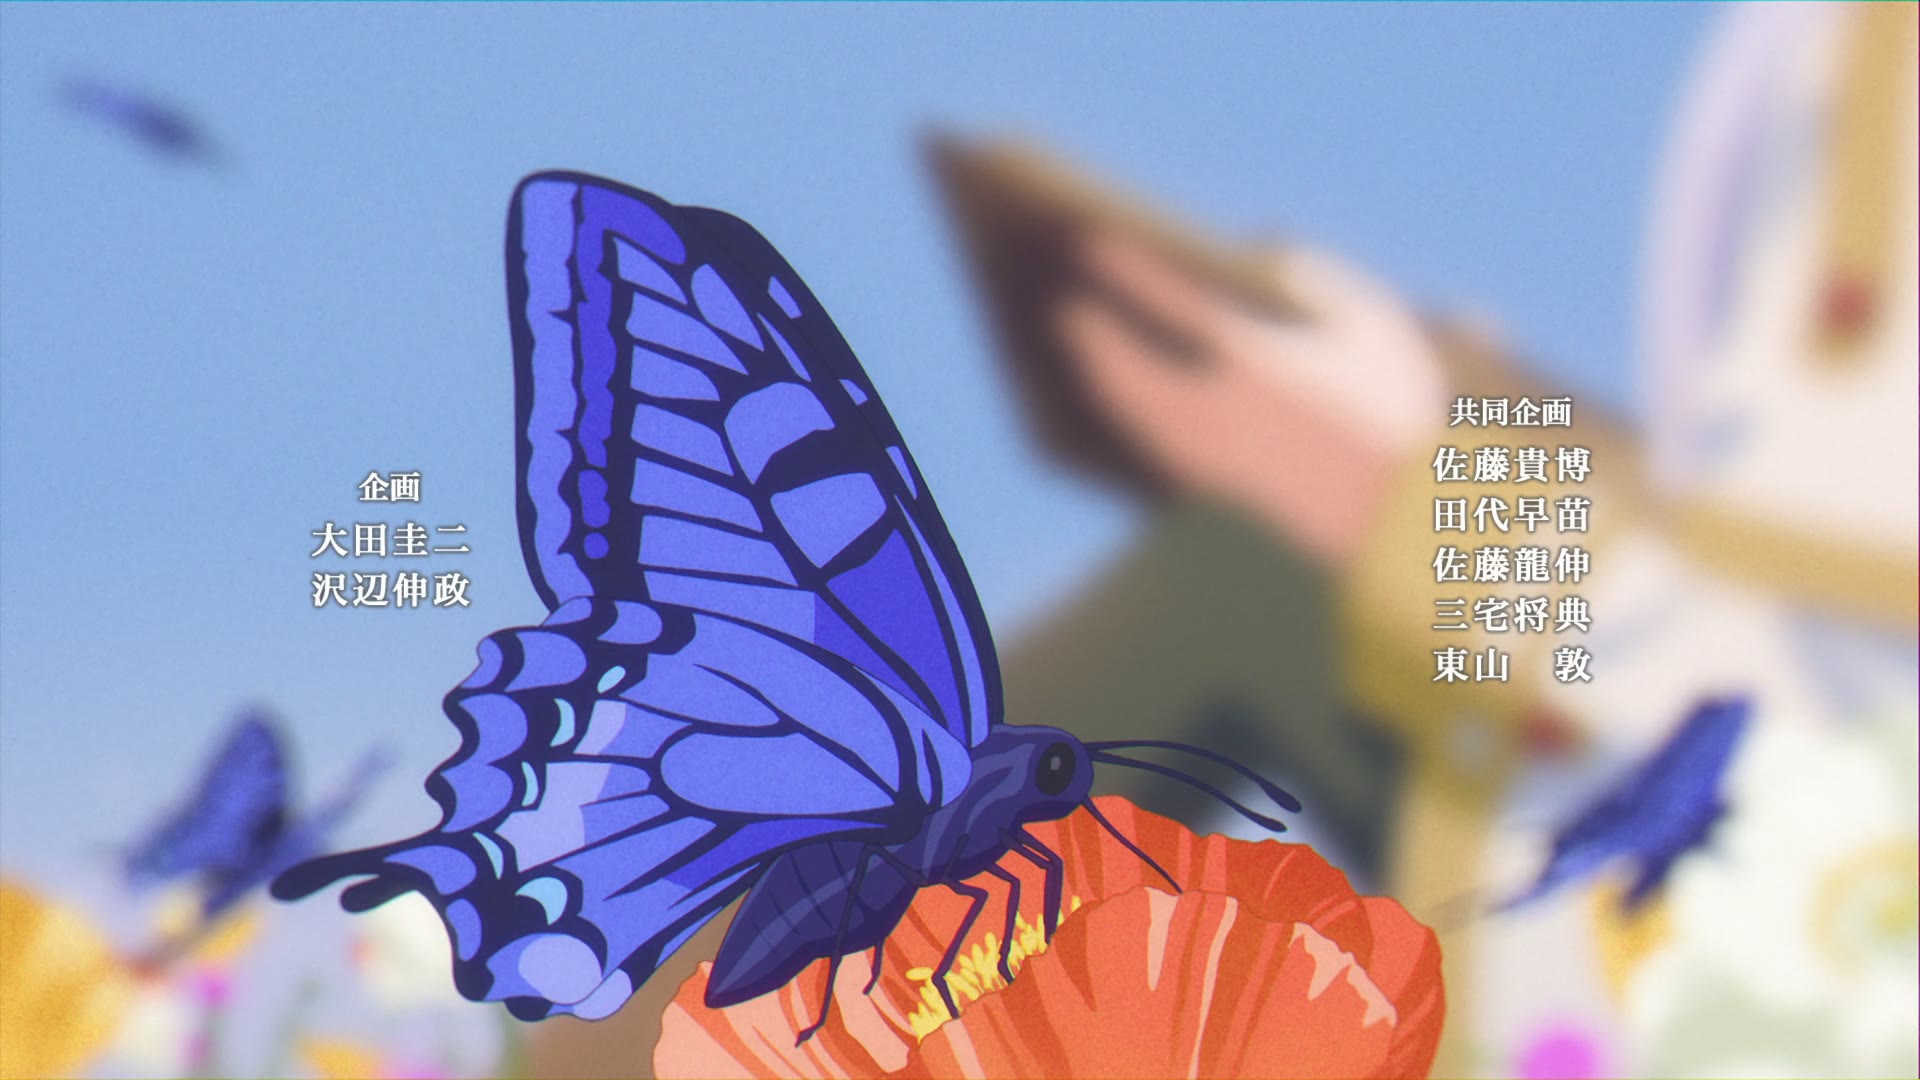 企画
大田圭二
沢辺伸政
共同企画
佐藤貴博
田代早苗
佐藤龍伸
三宅将典
東山　敦